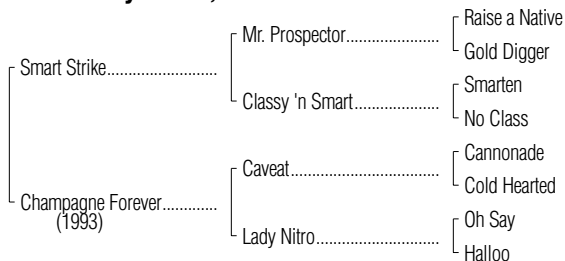 Raise a Native
Mr. Prospector....................
Gold Digger
Smart Strike........................
Smarten
Classy 'n Smart..................
No Class
Cannonade
Caveat................................
Cold Hearted
Champagne Forever............
(1993)
Oh Say
Lady Nitro..........................
Halloo